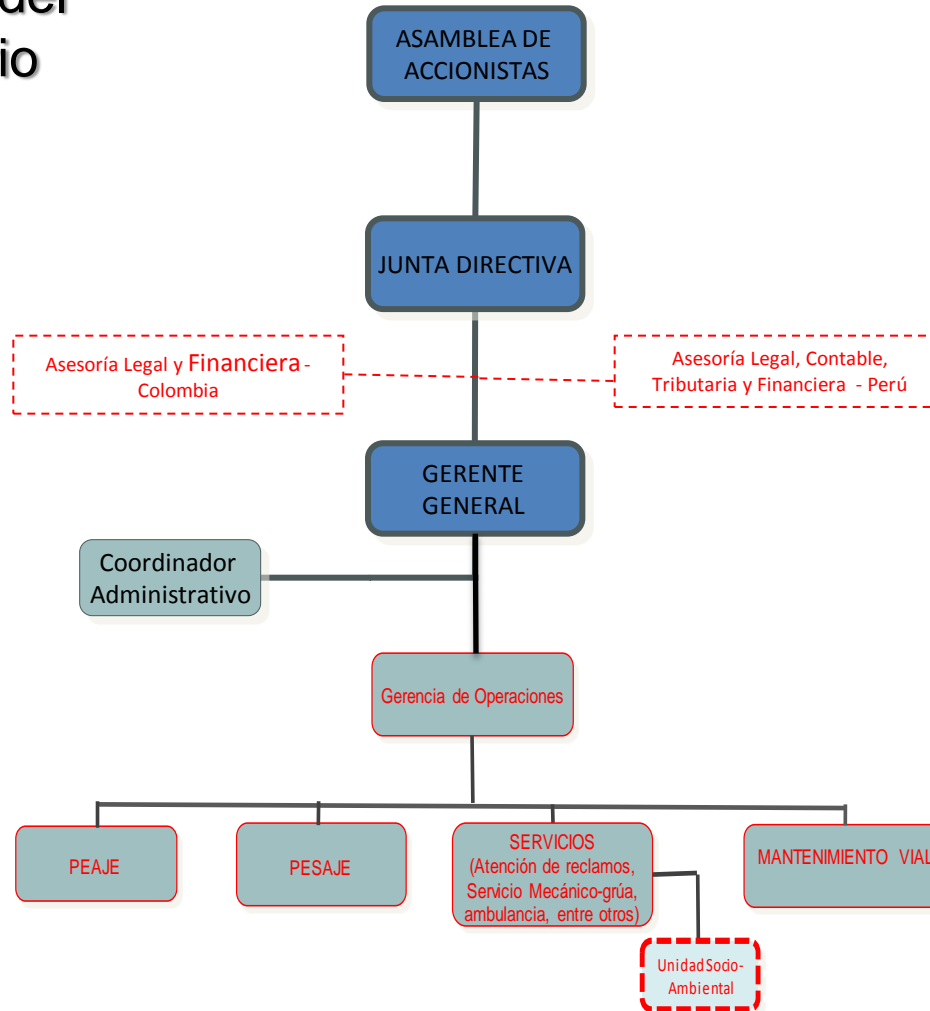 del
io
ASAMBLEA DE
ACCIONISTAS
JUNTA DIRECTIVA
Asesoría Legal y Financiera -
Colombia
Asesoría Legal, Contable,
Tributaria y Financiera - Perú
GERENTE
GENERAL
Coordinador
Administrativo
Gerencia de Operaciones
PEAJE
PESAJE
SERVICIOS
(Atención de reclamos,
Servicio Mecánico-grúa,
ambulancia, entre otros)
MANTENIMIENTO VIAL
Unidad Socio-
Ambiental